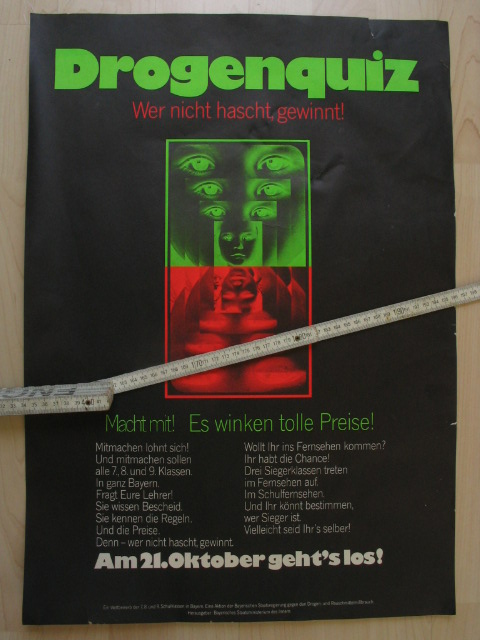 Drogenquiz
Wer nicht hascht, gewinnt!
Macht mit! Es winken tolle Preise!
Mitmachen lohnt sich!
Und mitmachen sollen
alle 7., 8. und 9. Klassen.
In ganz Bayern.
Fragt Eure Lehrer!
Sie wissen Bescheid.
Sie kennen die Regeln.
Und die Preise.
Denn – wer nicht hascht, gewinnt.
Wollt Ihr ins Fernsehen kommen?
Ihr habt die Chance!
Drei Siegerklassen treten
im Fernsehen auf.
Im Schulfernsehen.
Und Ihr könnt bestimmen,
wer Sieger ist.
Vielleicht seid Ihr's selber!
Am 21. Oktober geht's los!